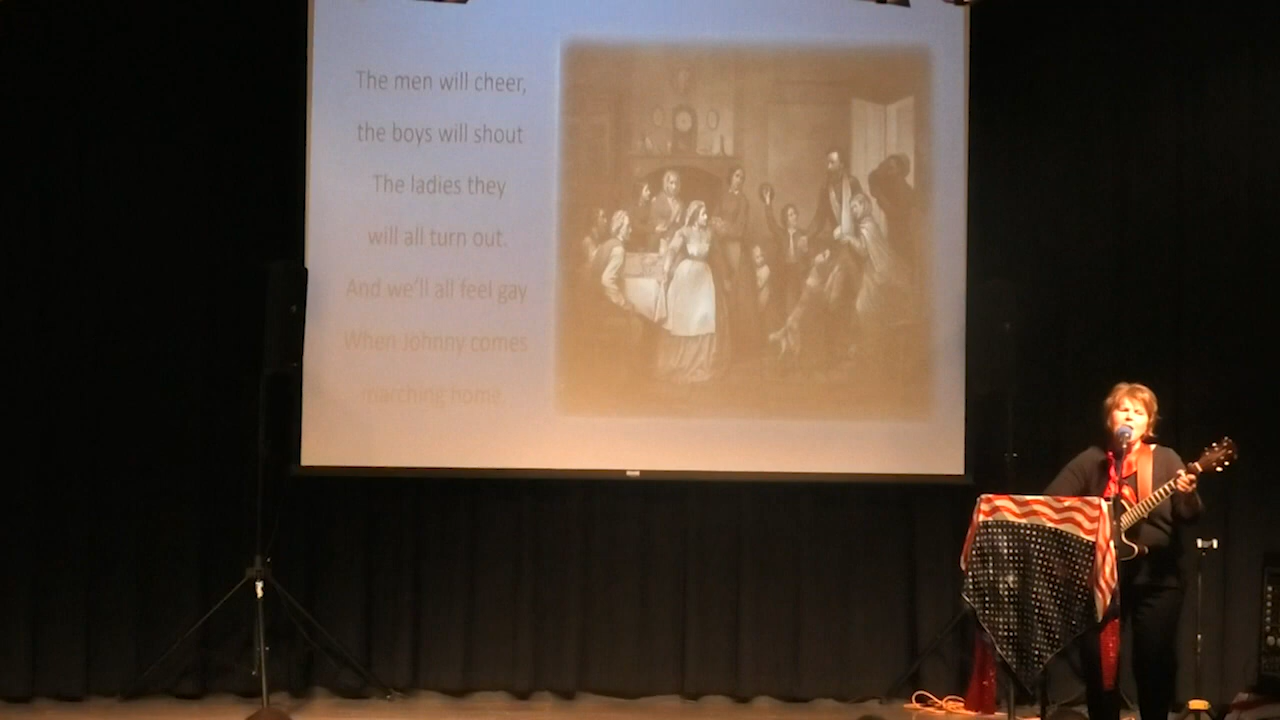 The men will cheer,
the boys will shout
The ladies they
will all turn out.
And we'll all feel gay
When Johnny comes
marching home.